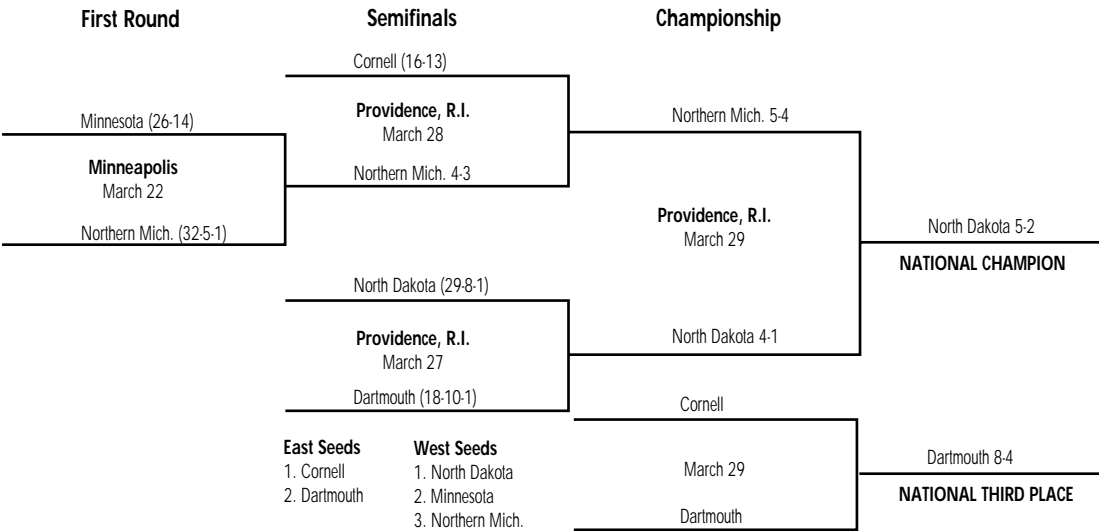 First Round
Semifinals
Championship
Cornell (16-13)
Providence, R.I.
March 28
Minnesota (26-14)
Northern Mich. 5-4
Minneapolis
March 22
Northern Mich. 4-3
Northern Mich. (32-5-1)
Providence, R.I.
March 29
North Dakota 5-2
NATIONAL CHAMPION
North Dakota (29-8-1)
Providence, R.I.
March 27
North Dakota 4-1
Dartmouth (18-10-1)
Cornell
East Seeds
1. Cornell
2. Dartmouth
West Seeds
1. North Dakota
2. Minnesota
3. Northern Mich.
March 29
Dartmouth 8-4
NATIONAL THIRD PLACE
Dartmouth